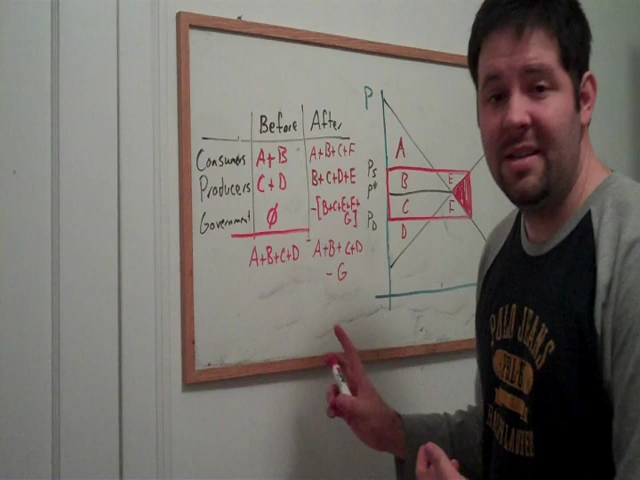 Before After
Consumers A+B A+B+C+F
Producers C+D B+C+D+E
Government Ø -[B+C+E+F+
G]
A+B+C+D A+B+C+D
-G
P
A
Ps
B E
P*
C F
PD
D
POLO JEANS